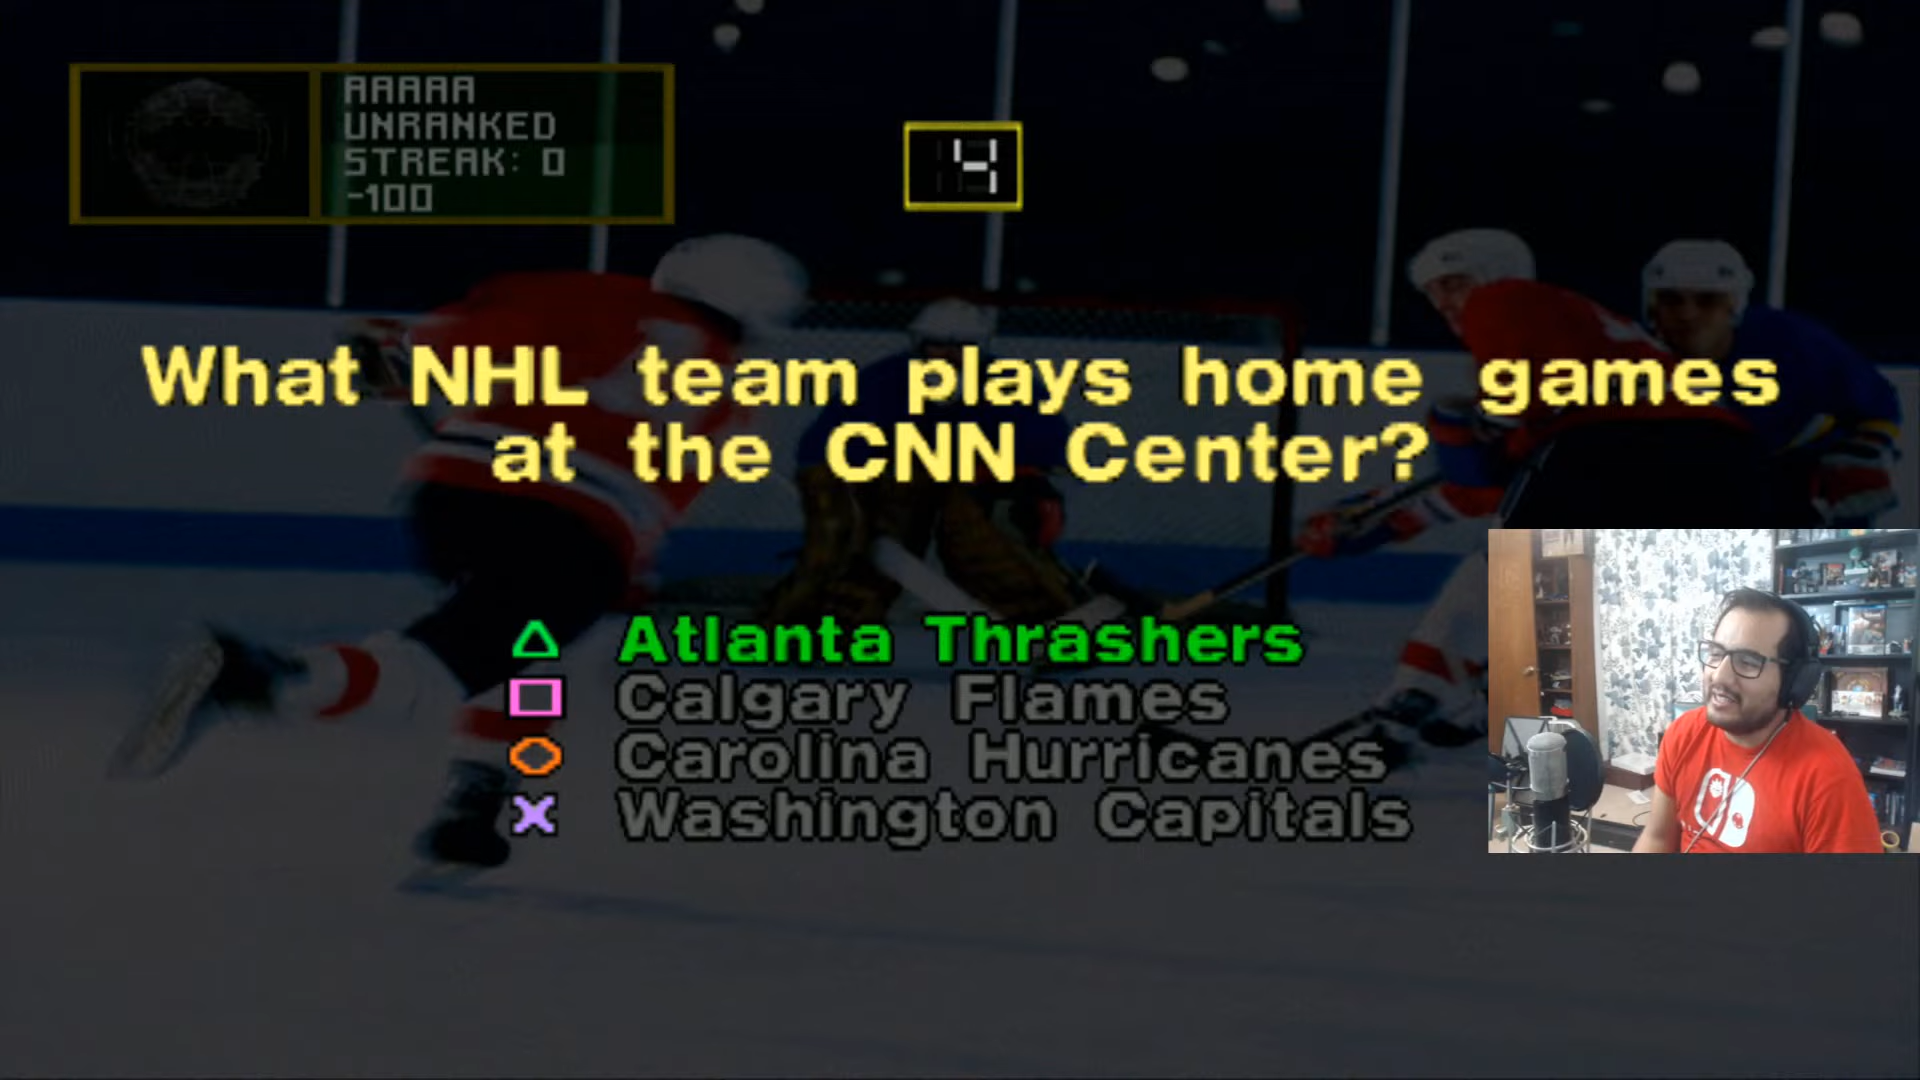 AAAAA
UNRANKED
STREAK: 0
-100
4
What NHL team plays home games
at the CNN Center?
Atlanta Thrashers
Calgary Flames
Carolina Hurricanes
Washington Capitals